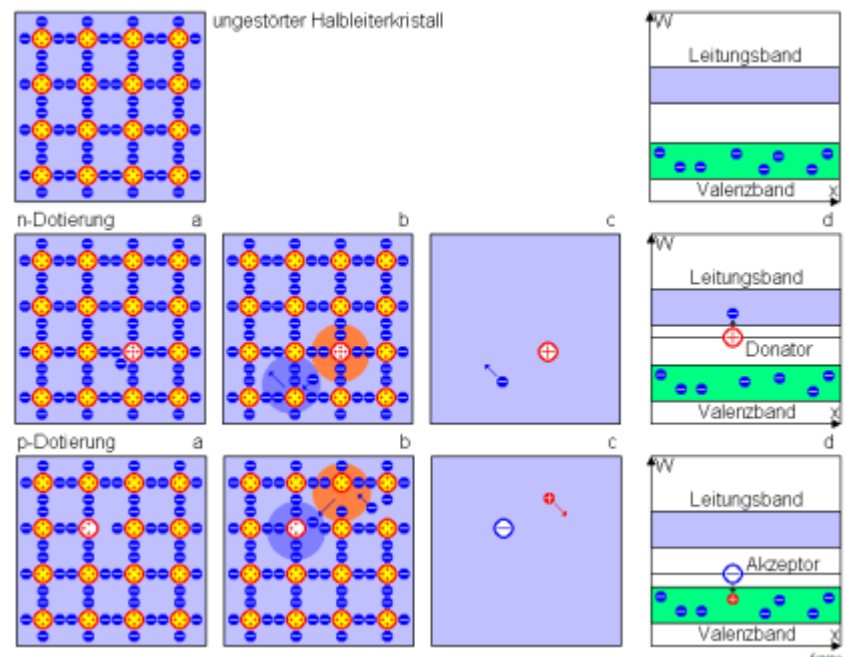 ungestörter Halbleiterkristall
W
Leitungsband
Valenzband x
n-Dotierung a b c d
W
Leitungsband
Donator
Valenzband x
p-Dotierung a b c d
W
Leitungsband
Akzeptor
Valenzband x